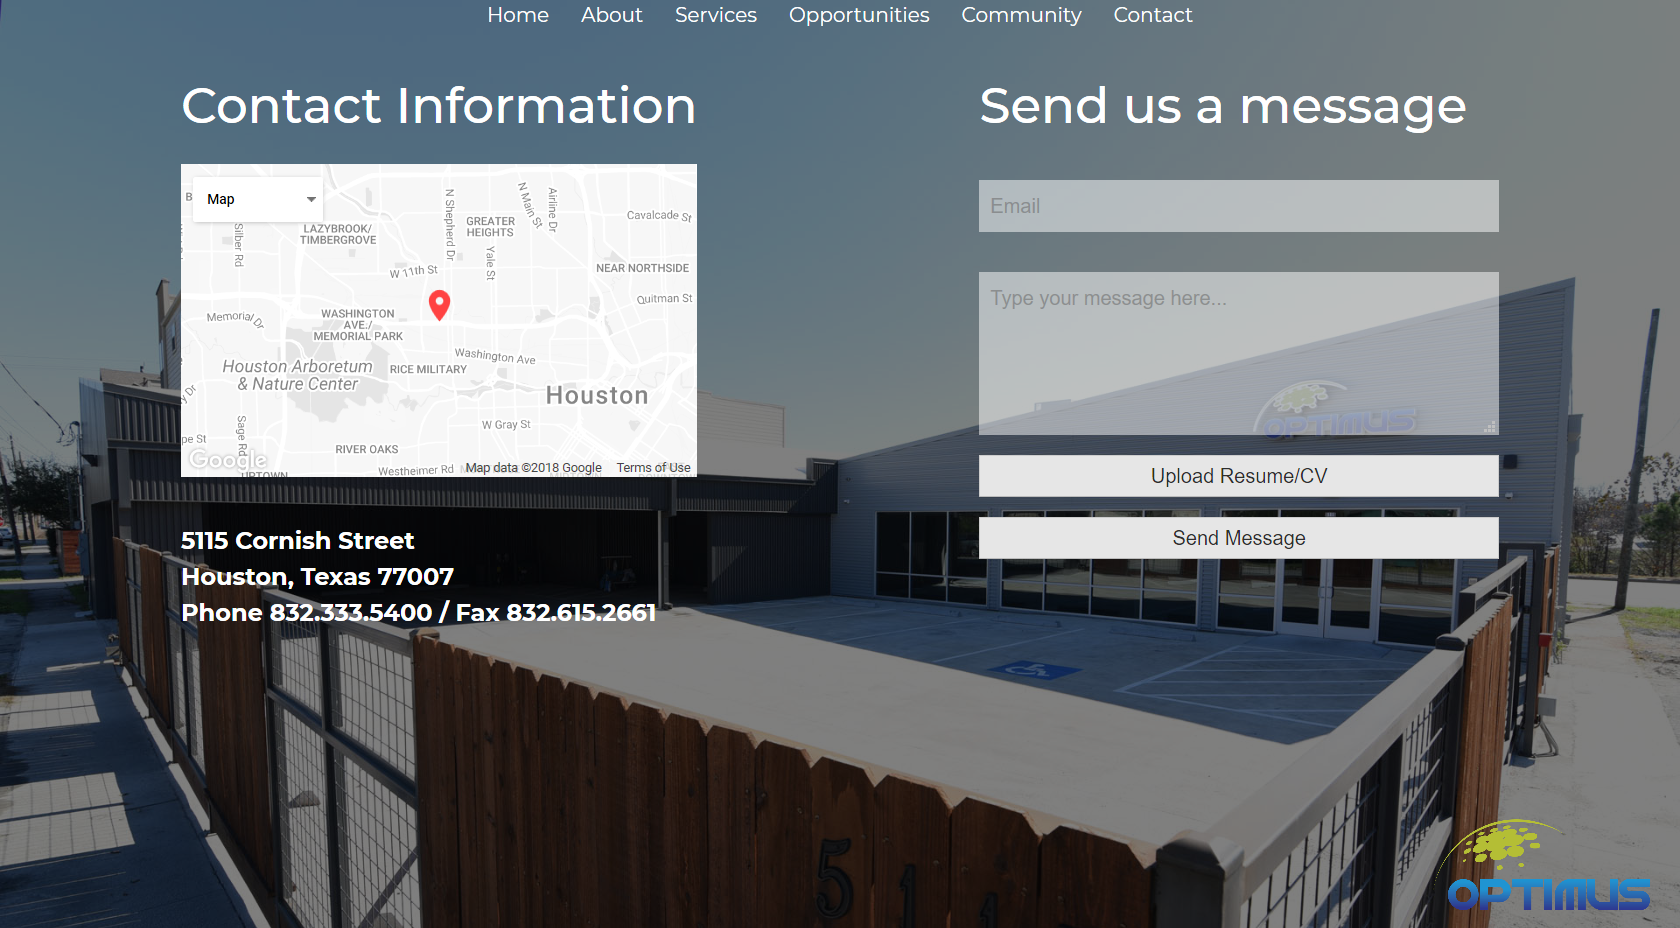 Home About Services Opportunities Community Contact
Contact Information
Map
N Shepherd Dr
N Main St
Airline Dr
Cavalcade St
GREATER
HEIGHTS
LAZYBROOK/
TIMBERGROVE
Silber Rd
Yale St
W 11th St
NEAR NORTHSIDE
Quitman St
Memorial Dr
WASHINGTON
AVE./
MEMORIAL PARK
Washington Ave
Houston Arboretum
& Nature Center
RICE MILITARY
Houston
Sage Rd
W Gray St
RIVER OAKS
Google
UPTOWN
Westheimer Rd
Map data ©2018 Google Terms of Use
5115 Cornish Street
Houston, Texas 77007
Phone 832.333.5400 / Fax 832.615.2661
Send us a message
Email
Type your message here...
OPTIMUS
Upload Resume/CV
Send Message
511
OPTIMUS